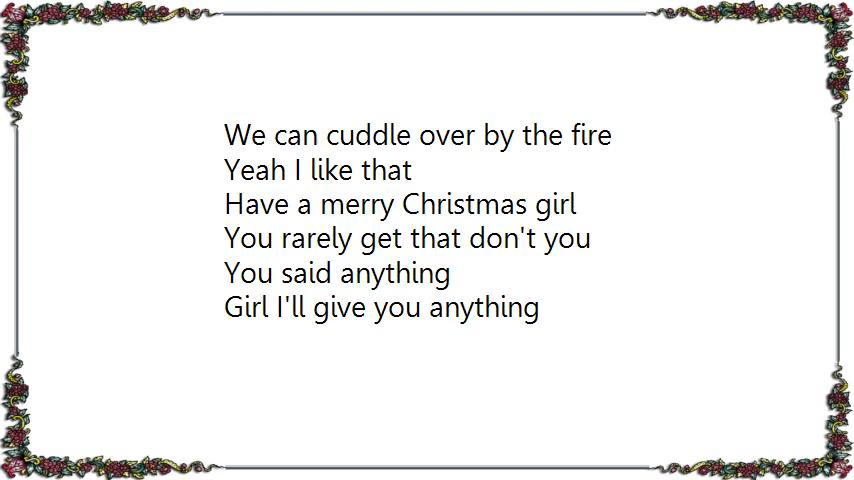 We can cuddle over by the fire
Yeah I like that
Have a merry Christmas girl
You rarely get that don't you
You said anything
Girl I'll give you anything